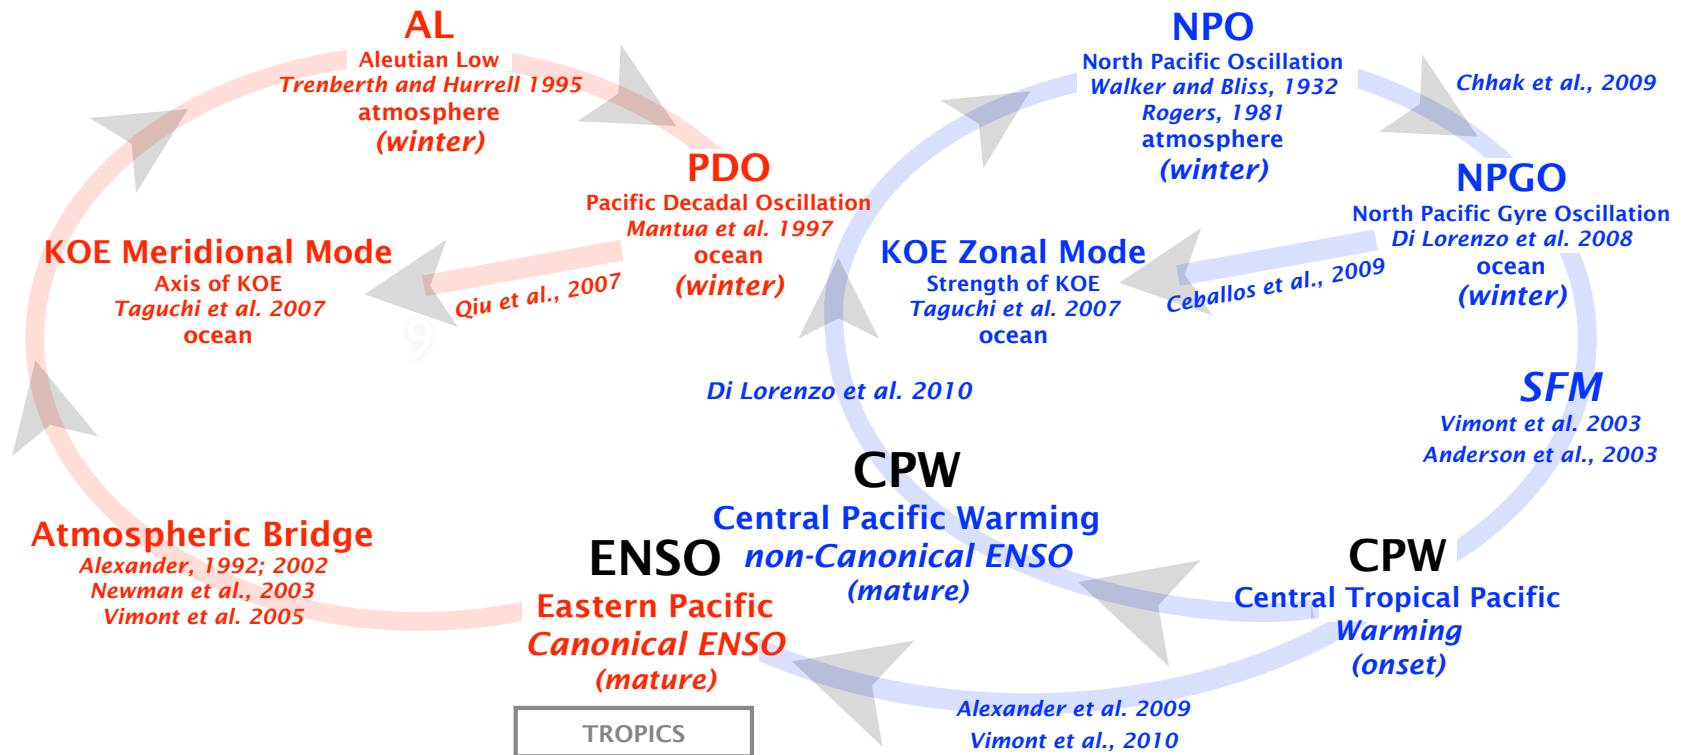 AL
Aleutian Low
Trenberth and Hurrell 1995
atmosphere
(winter)
PDO
Pacific Decadal Oscillation
Mantua et al. 1997
ocean
(winter)
KOE Meridional Mode
Axis of KOE
Taguchi et al. 2007
ocean
Qiu et al., 2007
9
Atmospheric Bridge
Alexander, 1992; 2002
Newman et al., 2003
Vimont et al. 2005
ENSO
Eastern Pacific
Canonical ENSO
(mature)
TROPICS
NPO
North Pacific Oscillation
Walker and Bliss, 1932
Rogers, 1981
atmosphere
(winter)
Chhak et al., 2009
NPGO
North Pacific Gyre Oscillation
Di Lorenzo et al. 2008
ocean
(winter)
KOE Zonal Mode
Strength of KOE
Taguchi et al. 2007
ocean
Ceballos et al., 2009
Di Lorenzo et al. 2010
SFM
Vimont et al. 2003
Anderson et al., 2003
CPW
Central Pacific Warming
non-Canonical ENSO
(mature)
CPW
Central Tropical Pacific
Warming
(onset)
Alexander et al. 2009
Vimont et al., 2010